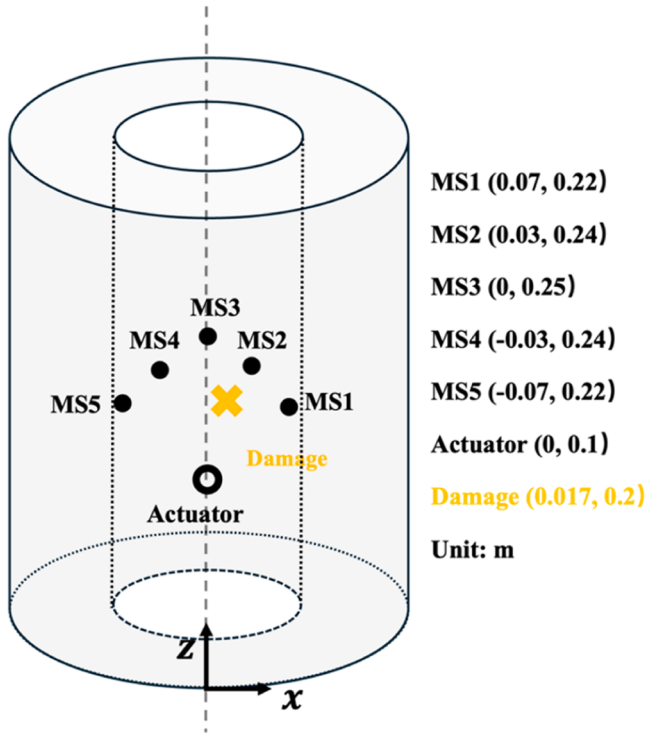 MS1 (0.07, 0.22)
MS2 (0.03, 0.24)
MS3 (0, 0.25)
MS4 (-0.03, 0.24)
MS5 (-0.07, 0.22)
Actuator (0, 0.1)
Damage (0.017, 0.2)
Unit: m
MS3
MS4
MS2
MS5
MS1
Damage
Actuator
z
x